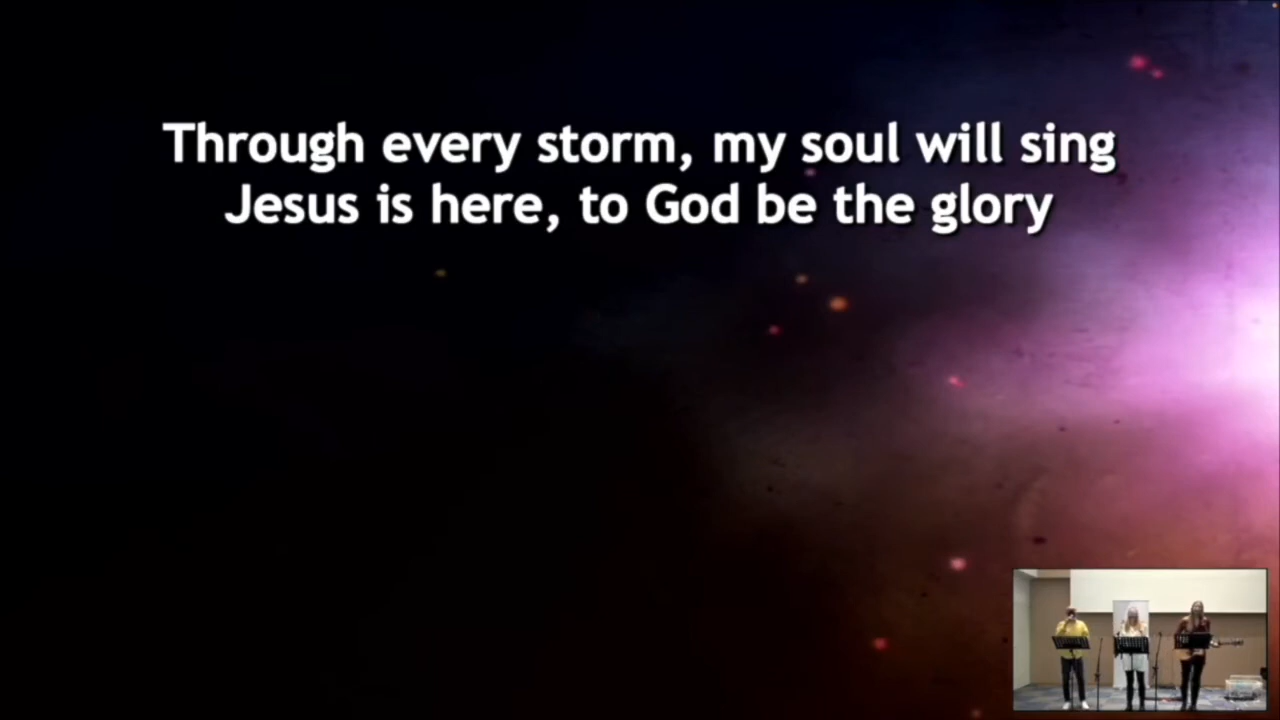 Through every storm, my soul will sing
Jesus is here, to God be the glory